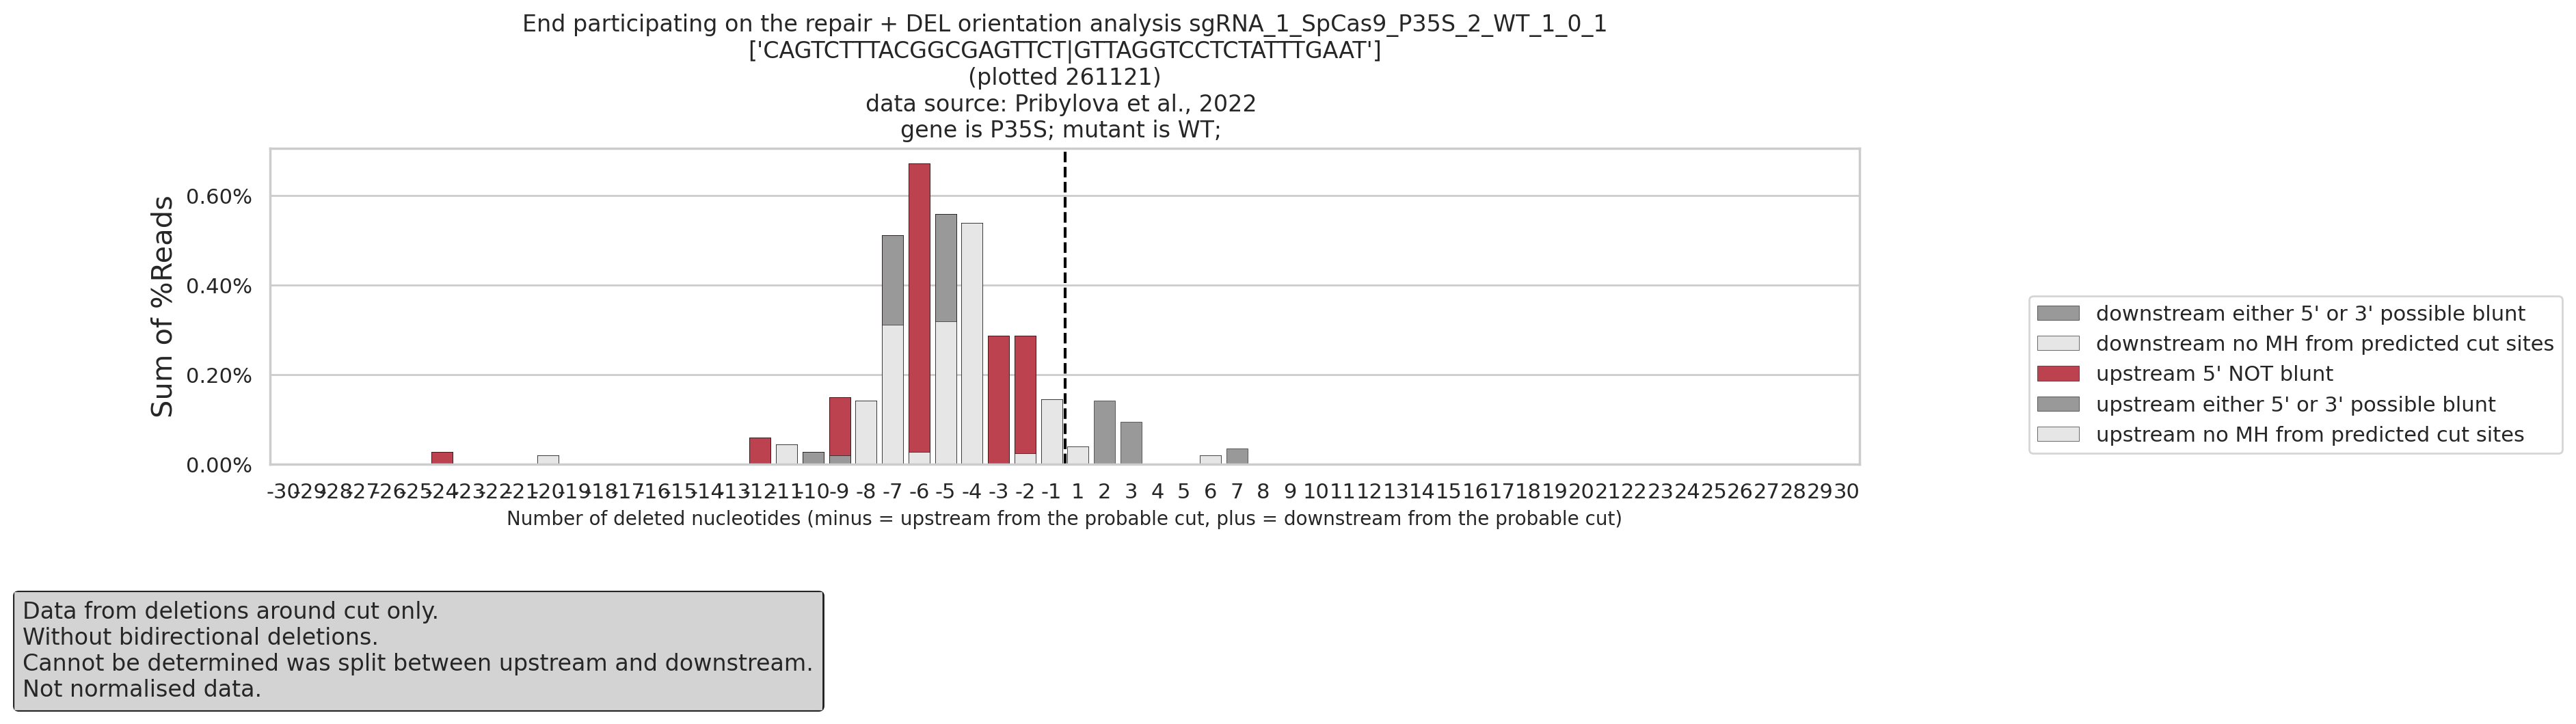 End participating on the repair + DEL orientation analysis sgRNA_1_SpCas9_P35S_2_WT_1_0_1
['CAGTCTTTACGGCGAGTTCT|GTTAGGTCCTCTATTTGAAT']
(plotted 261121)
data source: Pribylova et al., 2022
gene is P35S; mutant is WT;
Sum of %Reads
0.60%
0.40%
0.20%
0.00%
-30 -29 -28 -27 -26 -25 -24 -23 -22 -21 -20 -19 -18 -17 -16 -15 -14 -13 -12 -11 -10 -9 -8 -7 -6 -5 -4 -3 -2 -1 1 2 3 4 5 6 7 8 9 10 11 12 13 14 15 16 17 18 19 20 21 22 23 24 25 26 27 28 29 30
Number of deleted nucleotides (minus = upstream from the probable cut, plus = downstream from the probable cut)
downstream either 5' or 3' possible blunt
downstream no MH from predicted cut sites
upstream 5' NOT blunt
upstream either 5' or 3' possible blunt
upstream no MH from predicted cut sites
Data from deletions around cut only.
Without bidirectional deletions.
Cannot be determined was split between upstream and downstream.
Not normalised data.